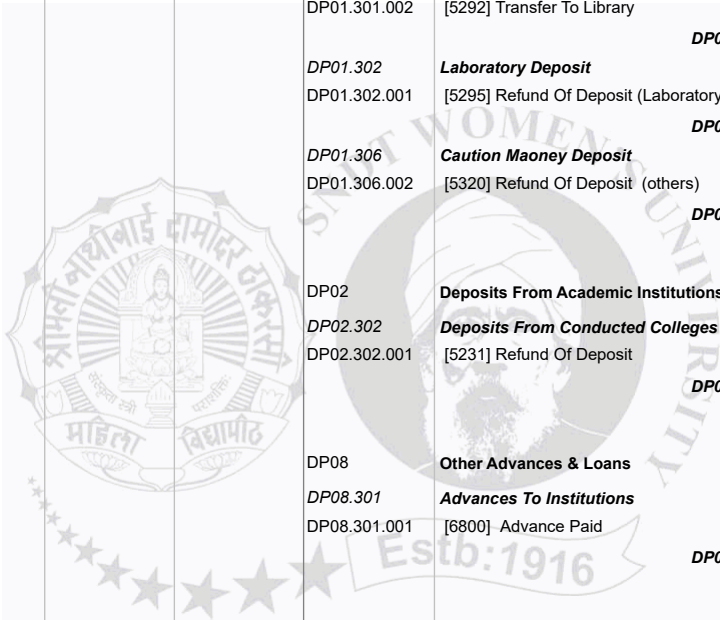 DP01.301.002 [5292] Transfer To Library
DP0
DP01.302 Laboratory Deposit
DP01.302.001 [5295] Refund Of Deposit (Laboratory
DP0
DP01.306 Caution Maoney Deposit
DP01.306.002 [5320] Refund Of Deposit (others)
DP0
DP02 Deposits From Academic Institutions
DP02.302 Deposits From Conducted Colleges
DP02.302.001 [5231] Refund Of Deposit
DP0
DP08 Other Advances & Loans
DP08.301 Advances To Institutions
DP08.301.001 [6800] Advance Paid
DP0
श्रीमती नाथीबाई दामोदर ठाकरसी
संस्कृता स्त्री पराशक्तिः
महिला विद्यापीठ
SNDT WOMEN'S UNIVERSITY
Estb:1916